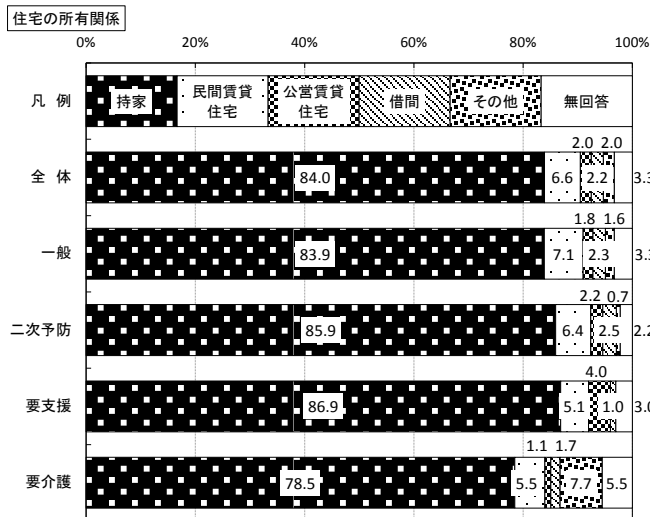 住宅の所有関係
0% 20% 40% 60% 80% 100%
凡 例 持家 民間賃貸 公営賃貸 借間 その他 無回答
住宅 住宅
2.0 2.0
全 体 84.0 6.6 2.2 3.3
1.8 1.6
一般 83.9 7.1 2.3 3.3
2.2 0.7
二次予防 85.9 6.4 2.5 2.2
4.0
要支援 86.9 5.1 1.0 3.0
1.1 1.7
要介護 78.5 5.5 7.7 5.5